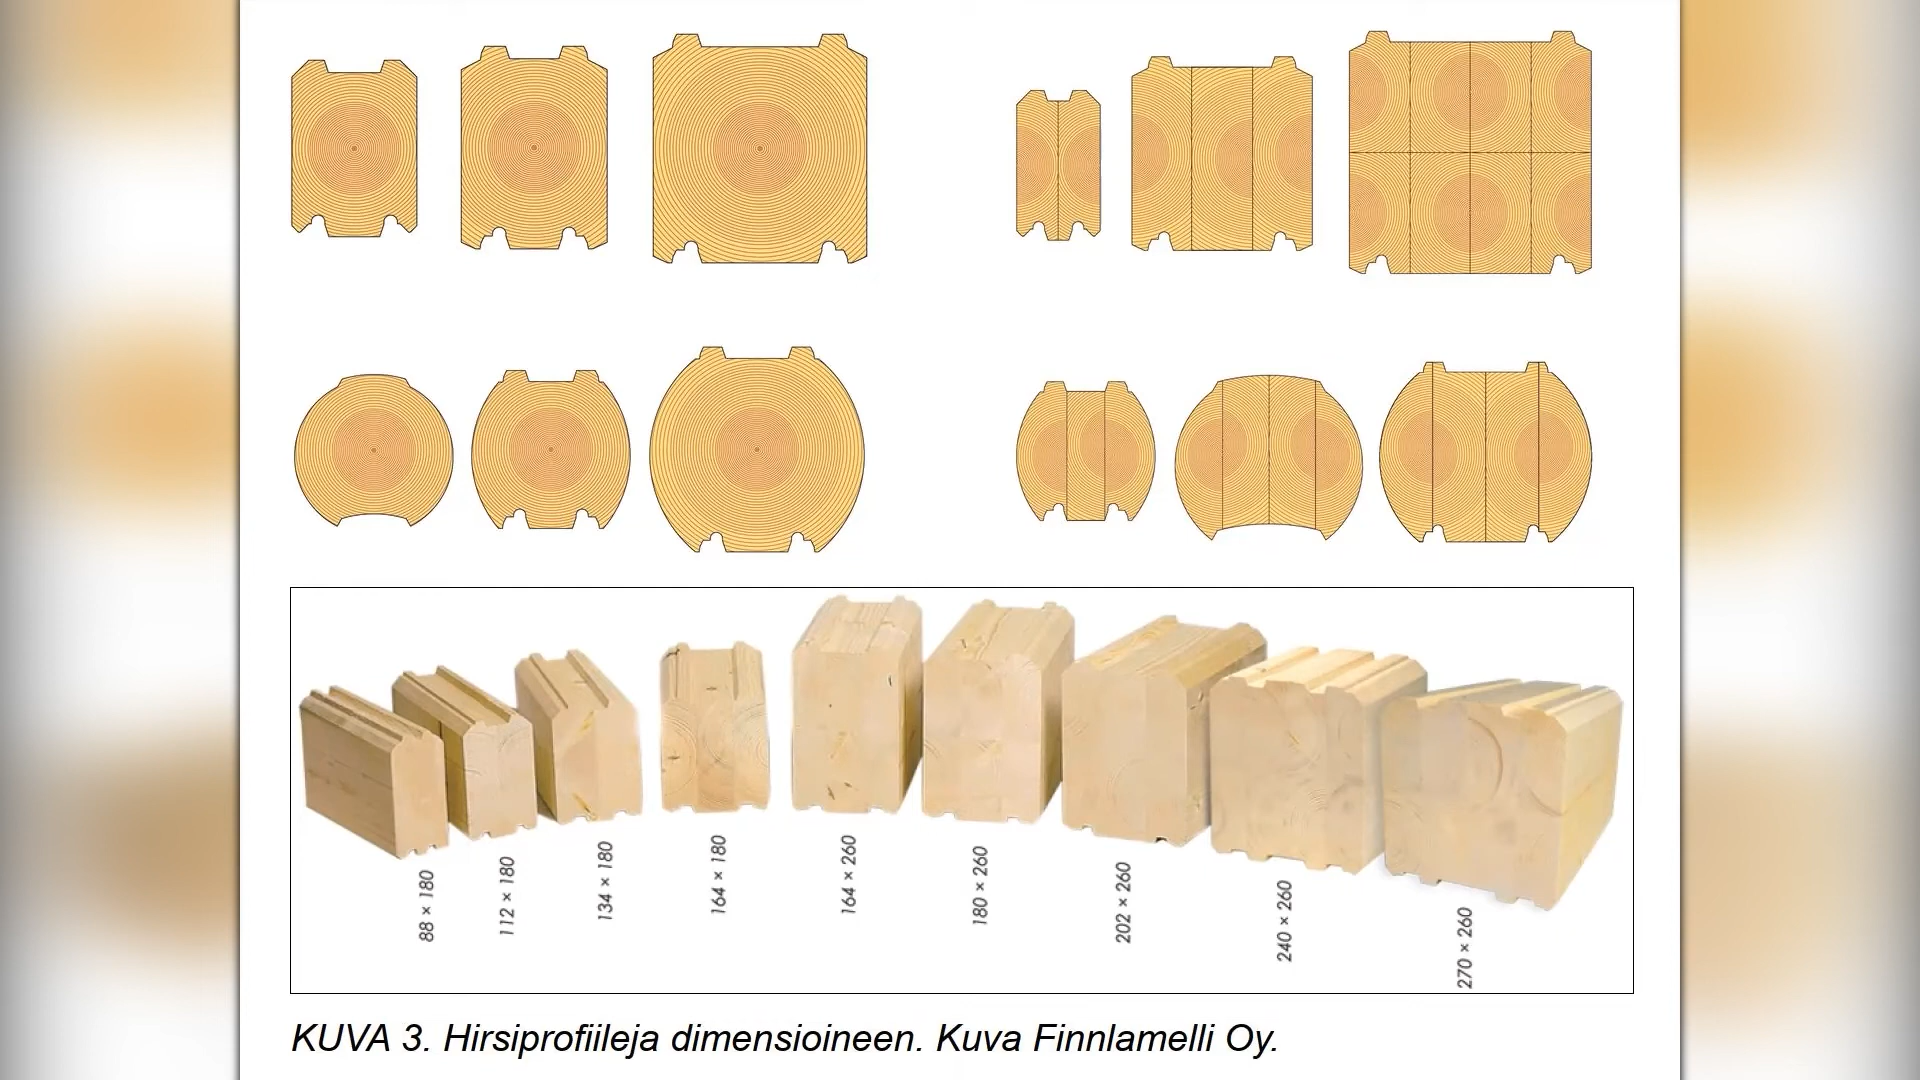 88 × 180
112 × 180
134 × 180
164 × 180
164 × 260
180 × 260
202 × 260
240 × 260
270 × 260
KUVA 3. Hirsiprofiileja dimensioineen. Kuva Finnlamelli Oy.